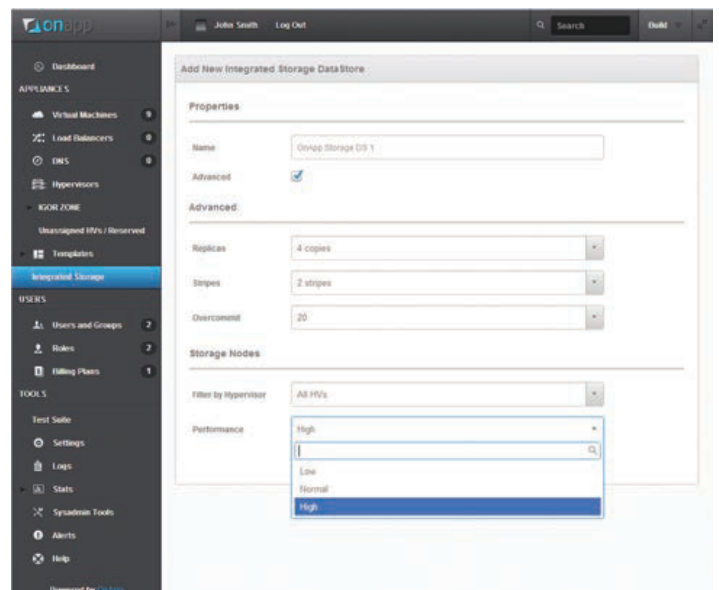 onapp
John Smith Log Out Search Build
Dashboard
APPLIANCES
Virtual Machines 9
Load Balancers 0
DNS 0
Hypervisors
IGOR ZONE
Unassigned HVs / Reserved
Templates
Integrated Storage
USERS
Users and Groups 2
Roles 2
Billing Plans 1
TOOLS
Test Suite
Settings
Logs
Stats
Sysadmin Tools
Alerts
Help
Powered by OnApp
Add New Integrated Storage DataStore
Properties
Name OnApp Storage DS 1
Advanced
Advanced
Replicas 4 copies
Stripes 2 stripes
Overcommit 20
Storage Nodes
Filter by Hypervisor All HVs
Performance High
Low
Normal
High